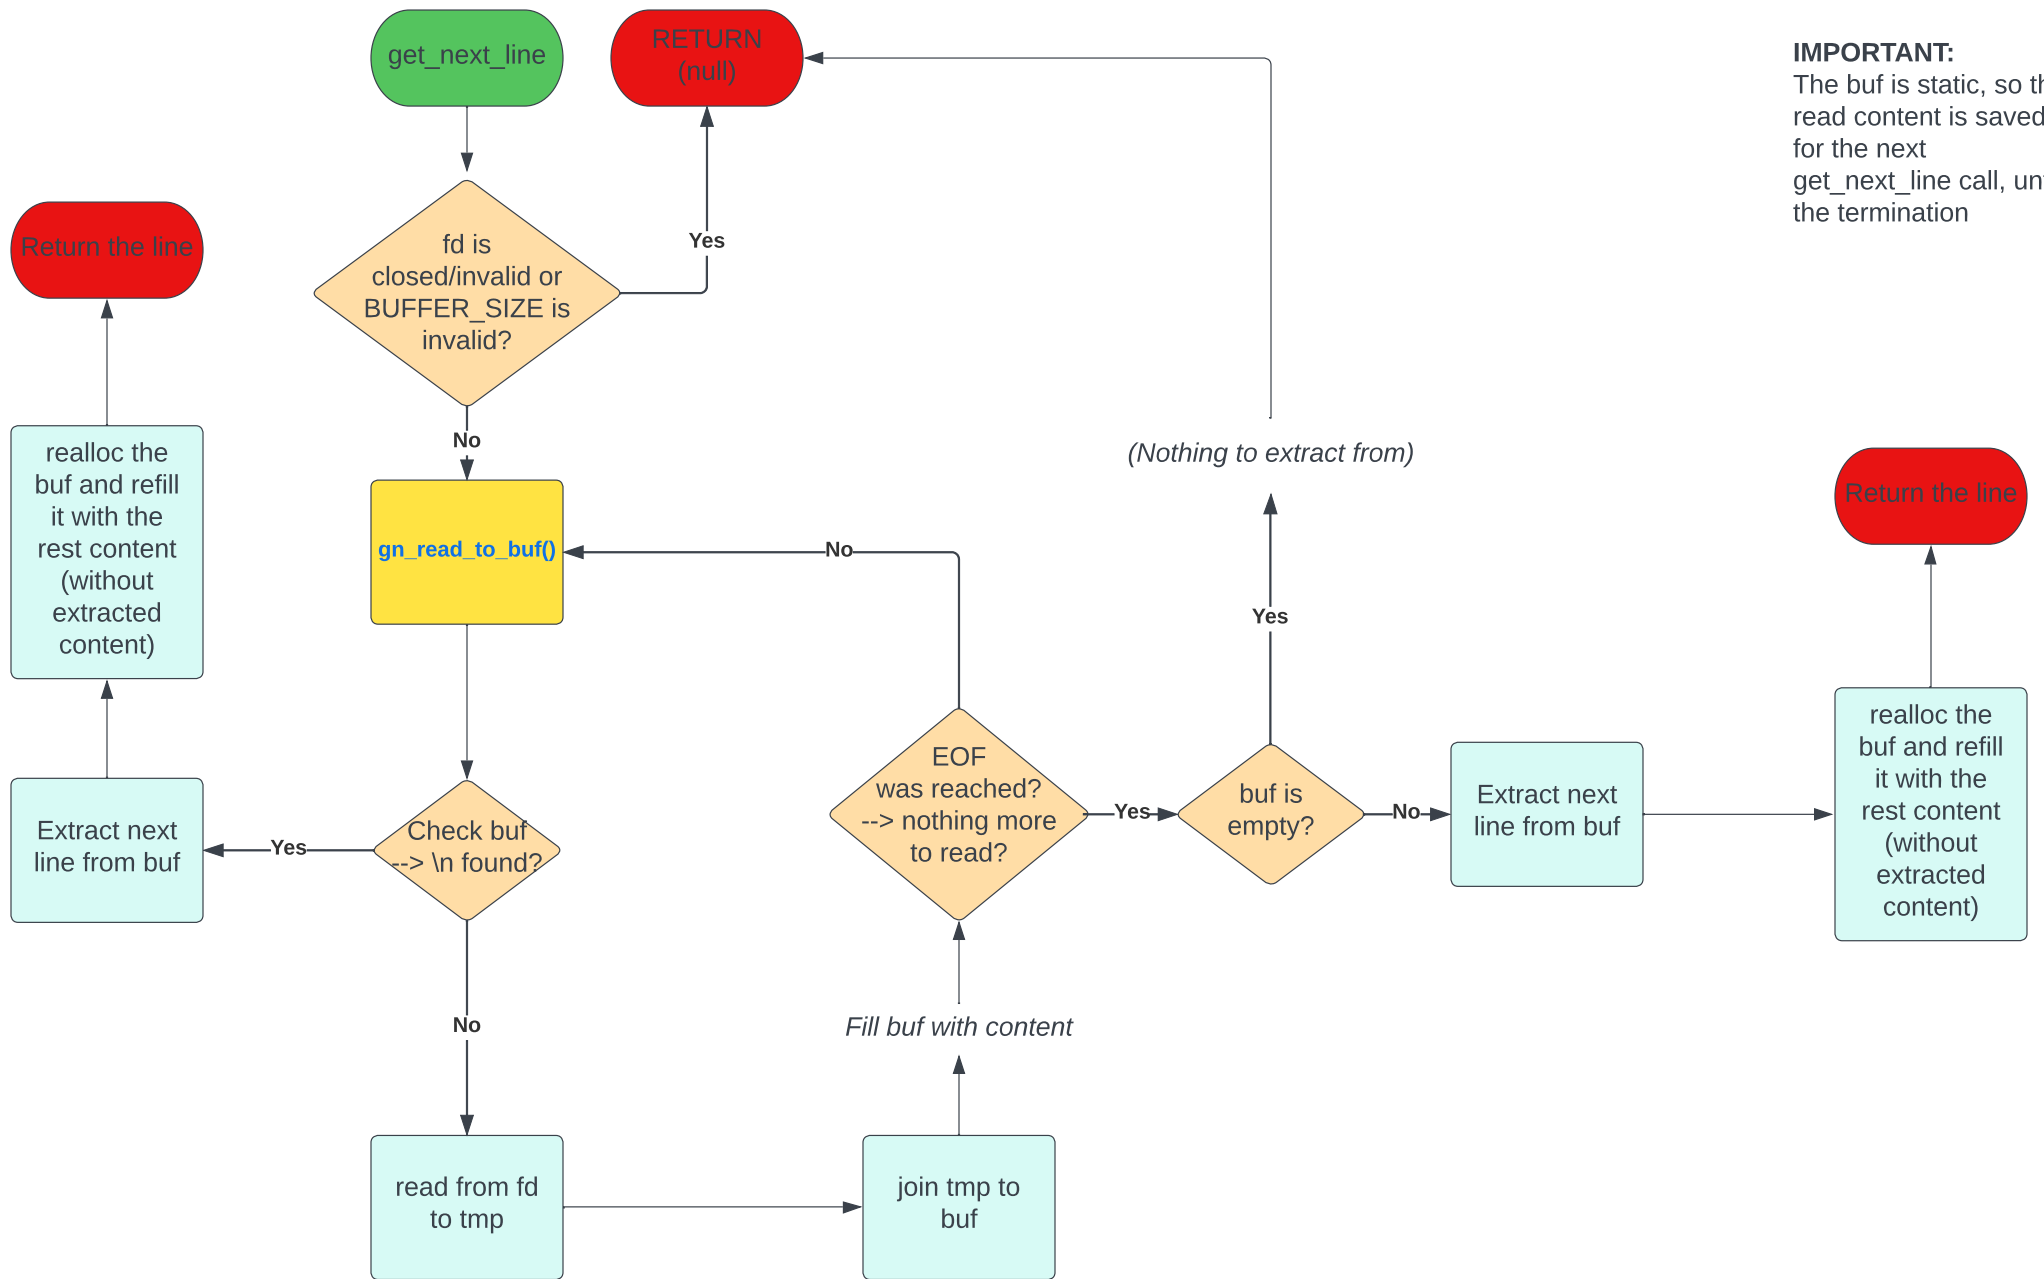 get_next_line
RETURN
(null)
IMPORTANT:
The buf is static, so
read content is saved
for the next
get_next_line call,
the termination
Return the line
fd is
closed/invalid or
BUFFER_SIZE is
invalid?
Yes
No
realloc the
buf and refill
it with the
rest content
(without
extracted
content)
gn_read_to_buf()
No
(Nothing to extract from)
Yes
Return the line
Extract next
line from buf
Yes
Check buf
--> \n found?
No
EOF
was reached?
--> nothing more
to read?
Yes
buf is
empty?
No
Extract next
line from buf
realloc the
buf and refill
it with the
rest content
(without
extracted
content)
Fill buf with content
read from fd
to tmp
join tmp to
buf